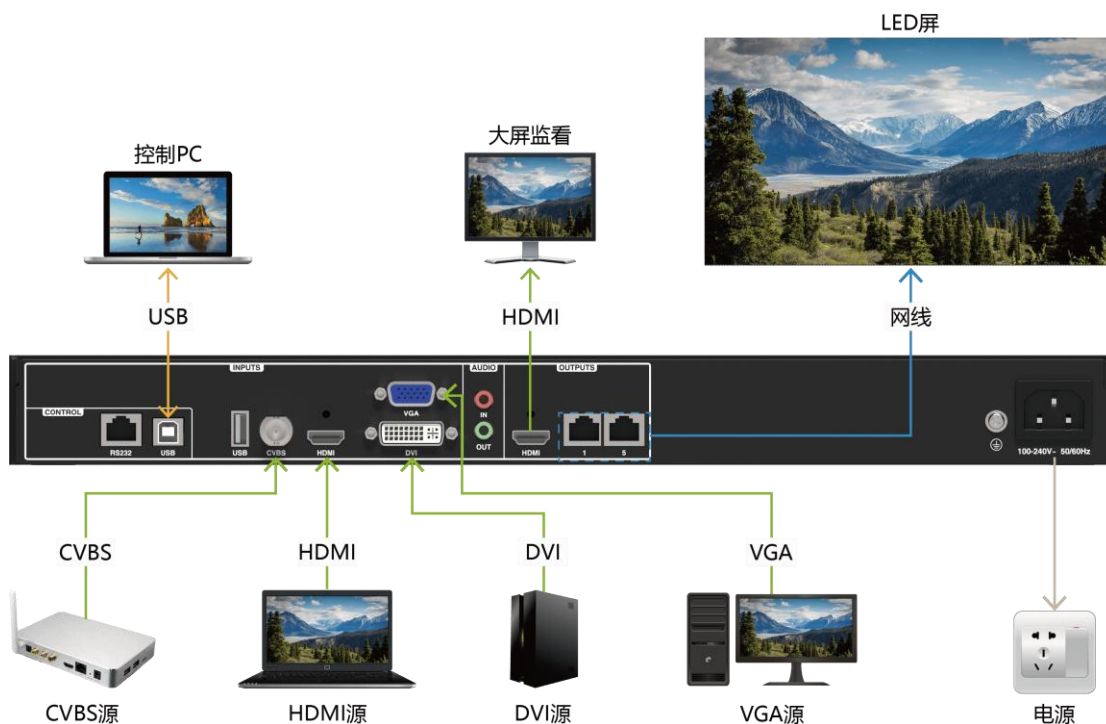 LED屏
控制PC
大屏监看
USB
HDMI
网线
INPUTS
AUDIO
OUTPUTS
CONTROL
VGA
IN
OUT
RS232
USB
USB
CVBS
HDMI
DVI
HDMI
1
5
100-240V~ 50/60Hz
CVBS
HDMI
DVI
VGA
CVBS源
HDMI源
DVI源
VGA源
电源